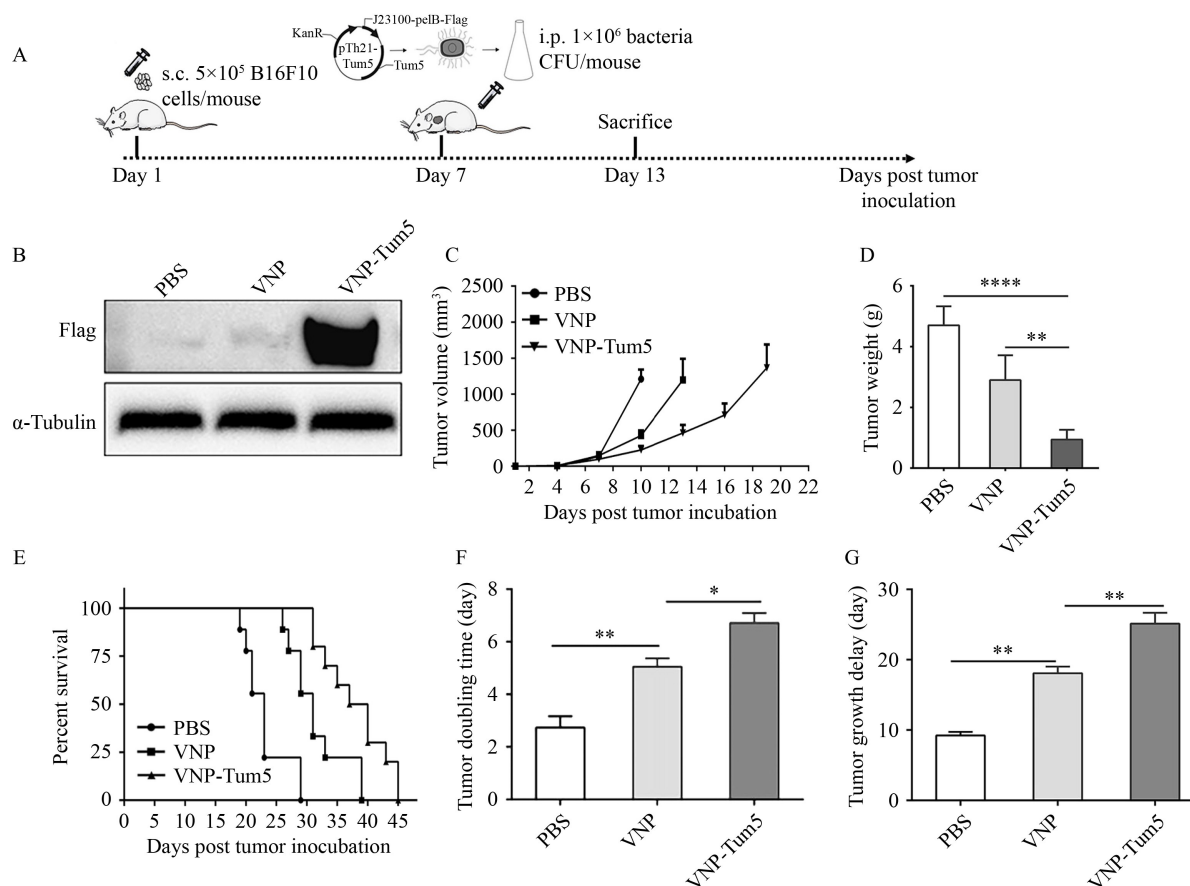 A
KanR
J23100-pelB-Flag
pTh21-
Tum5
Tum5
i.p. 1×10⁶ bacteria
CFU/mouse
s.c. 5×10⁵ B16F10
cells/mouse
Sacrifice
Day 1
Day 7
Day 13
Days post tumor
inoculation
B
PBS
VNP
VNP-Tum5
Flag
α-Tubulin
C
Tumor volume (mm³)
2500
2000
1500
1000
500
0
PBS
VNP
VNP-Tum5
2 4 6 8 10 12 14 16 18 20 22
Days post tumor incubation
D
Tumor weight (g)
6
4
2
0
****
**
PBS
VNP
VNP-Tum5
E
Percent survival
100
75
50
25
0
PBS
VNP
VNP-Tum5
0 5 10 15 20 25 30 35 40 45
Days post tumor inocubation
F
Tumor doubling time (day)
8
6
4
2
0
**
*
PBS
VNP
VNP-Tum5
G
Tumor growth delay (day)
30
20
10
0
**
**
PBS
VNP
VNP-Tum5